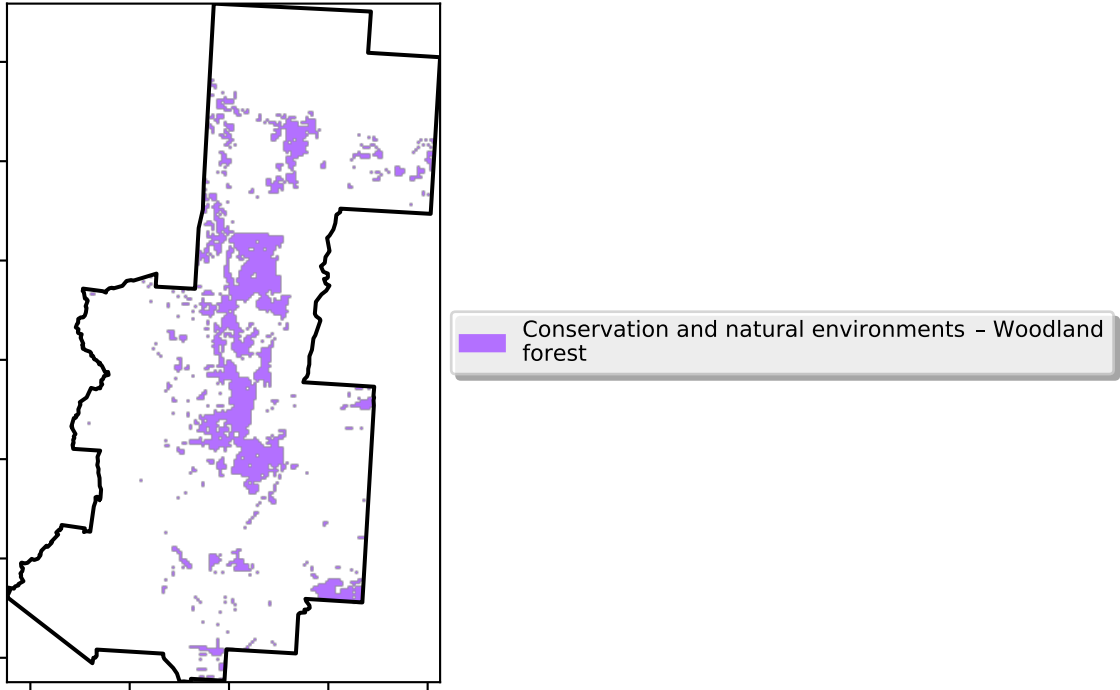 Conservation and natural environments – Woodland
forest